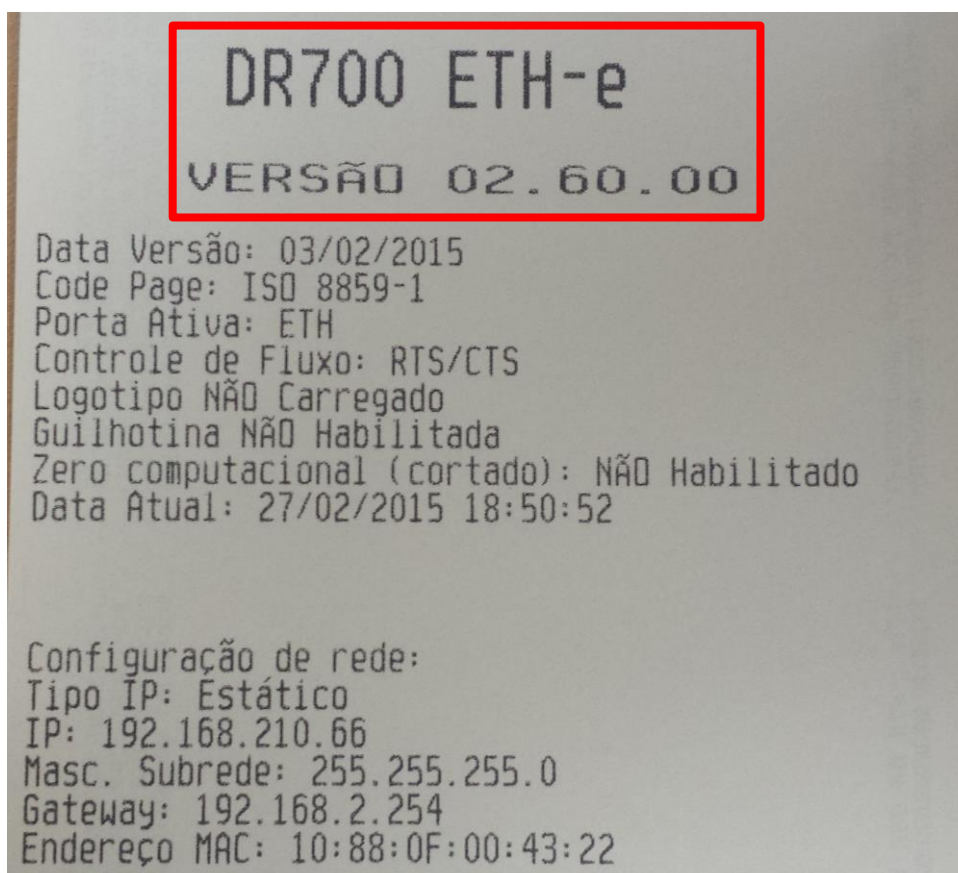 DR700 ETH-e
VERSÃO 02.60.00
Data Versão: 03/02/2015
Code Page: ISO 8859-1
Porta Ativa: ETH
Controle de Fluxo: RTS/CTS
Logotipo NÃO Carregado
Guilhotina NÃO Habilitada
Zero computacional (cortado): NÃO Habilitado
Data Atual: 27/02/2015 18:50:52
Configuração de rede:
Tipo IP: Estático
IP: 192.168.210.66
Masc. Subrede: 255.255.255.0
Gateway: 192.168.2.254
Endereço MAC: 10:88:0F:00:43:22